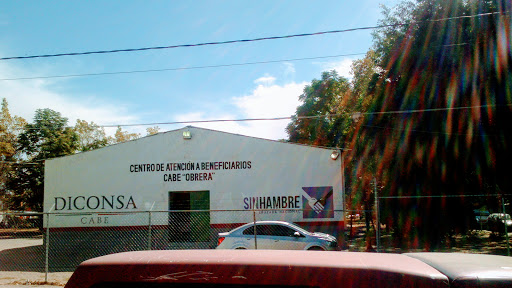 CENTRO DE ATENCIÓN A BENEFICIARIOS
CABE "OBRERA"
DICONSA
CABE
SINHAMBRE